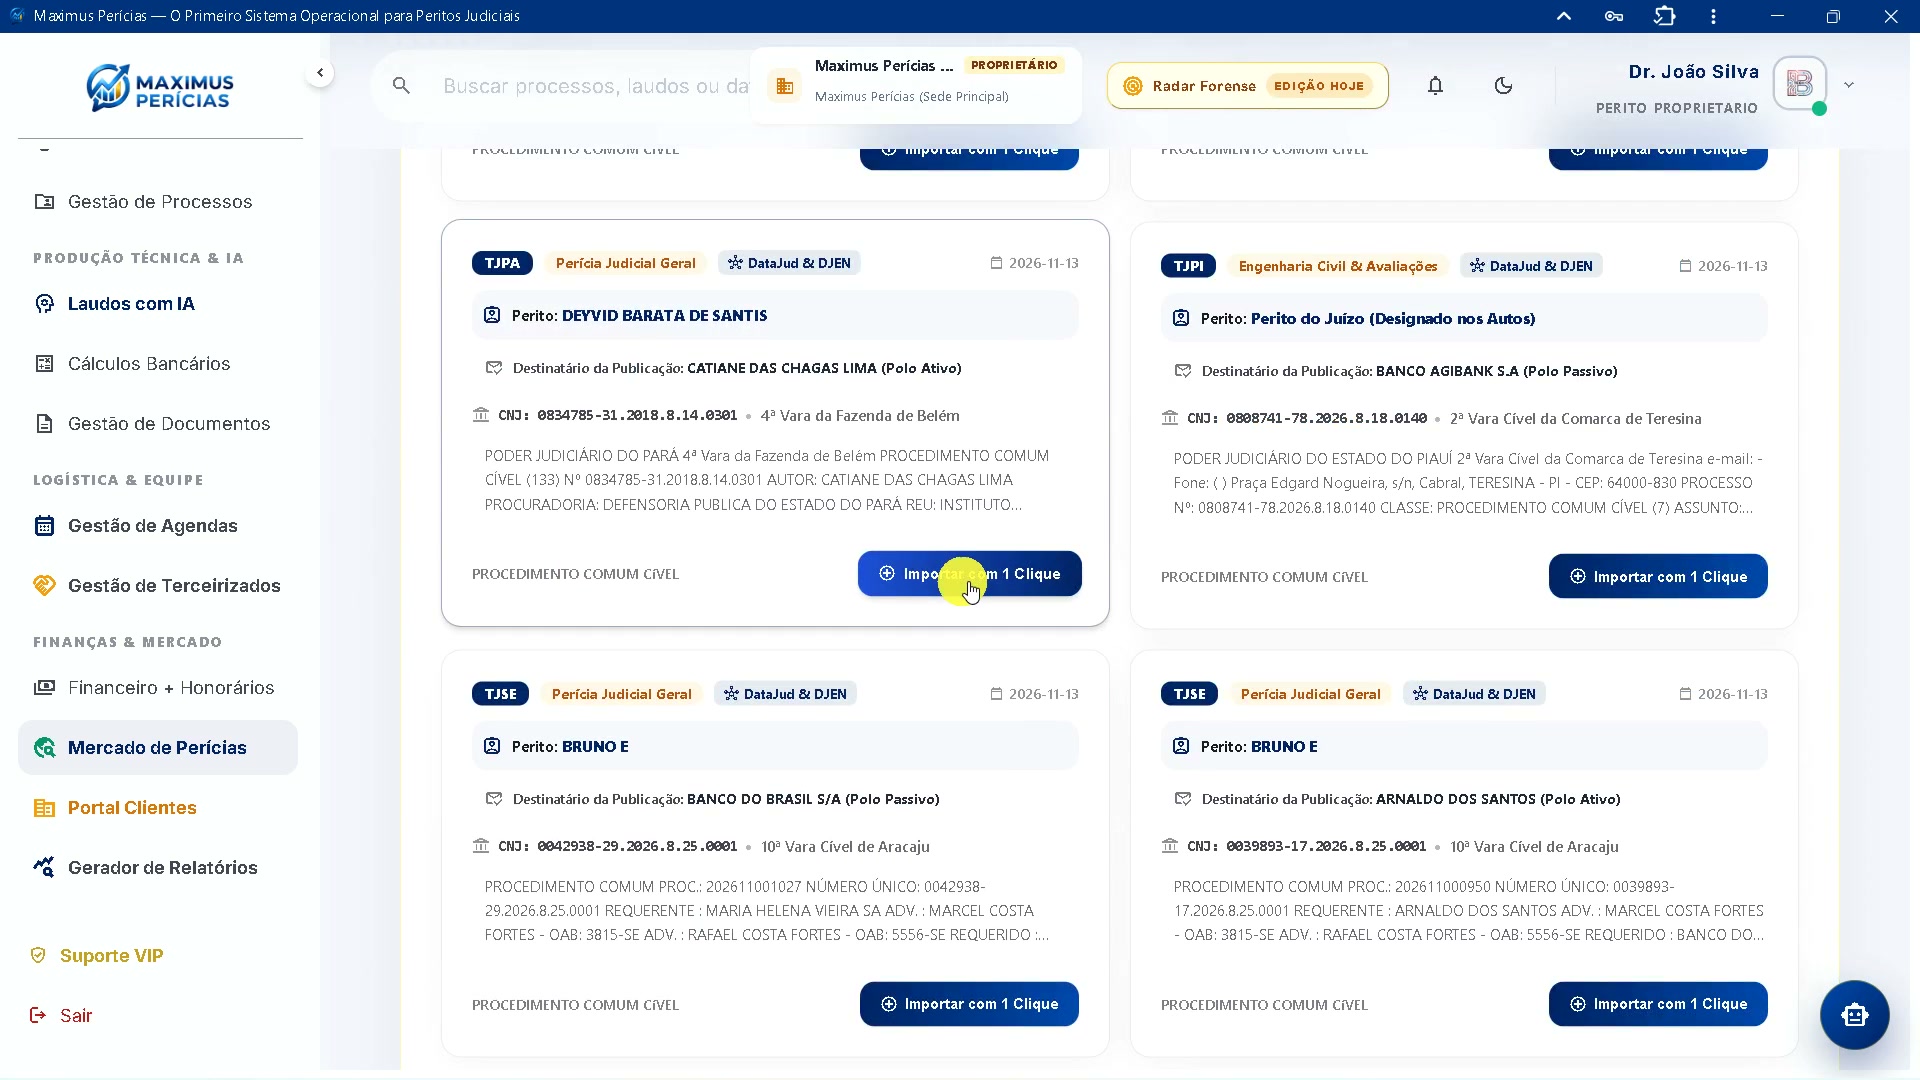 Maximus Perícias — O Primeiro Sistema Operacional para Peritos Judiciais
MAXIMUS
PERÍCIAS
Gestão de Processos
PRODUÇÃO TÉCNICA & IA
Laudos com IA
Cálculos Bancários
Gestão de Documentos
LOGÍSTICA & EQUIPE
Gestão de Agendas
Gestão de Terceirizados
FINANÇAS & MERCADO
Financeiro + Honorários
Mercado de Perícias
Portal Clientes
Gerador de Relatórios
Suporte VIP
Sair
Buscar processos, laudos ou da
Maximus Perícias ... PROPRIETÁRIO
Maximus Perícias (Sede Principal)
Radar Forense EDIÇÃO HOJE
Dr. João Silva
PERITO PROPRIETARIO
PROCEDIMENTO COMUM CíVEL
Importar com 1 Clique
PROCEDIMENTO COMUM CíVEL
Importar com 1 Clique
TJPA Perícia Judicial Geral DataJud & DJEN 2026-11-13
Perito: DEYVID BARATA DE SANTIS
Destinatário da Publicação: CATIANE DAS CHAGAS LIMA (Polo Ativo)
CNJ: 0834785-31.2018.8.14.0301 • 4ª Vara da Fazenda de Belém
PODER JUDICIÁRIO DO PARÁ 4ª Vara da Fazenda de Belém PROCEDIMENTO COMUM
CÍVEL (133) Nº 0834785-31.2018.8.14.0301 AUTOR: CATIANE DAS CHAGAS LIMA
PROCURADORIA: DEFENSORIA PUBLICA DO ESTADO DO PARÁ REU: INSTITUTO...
PROCEDIMENTO COMUM CíVEL
Importar com 1 Clique
TJPI Engenharia Civil & Avaliações DataJud & DJEN 2026-11-13
Perito: Perito do Juízo (Designado nos Autos)
Destinatário da Publicação: BANCO AGIBANK S.A (Polo Passivo)
CNJ: 0808741-78.2026.8.18.0140 • 2ª Vara Cível da Comarca de Teresina
PODER JUDICIÁRIO DO ESTADO DO PIAUÍ 2ª Vara Cível da Comarca de Teresina e-mail: -
Fone: ( ) Praça Edgard Nogueira, s/n, Cabral, TERESINA - PI - CEP: 64000-830 PROCESSO
Nº: 0808741-78.2026.8.18.0140 CLASSE: PROCEDIMENTO COMUM CÍVEL (7) ASSUNTO:...
PROCEDIMENTO COMUM CíVEL
Importar com 1 Clique
TJSE Perícia Judicial Geral DataJud & DJEN 2026-11-13
Perito: BRUNO E
Destinatário da Publicação: BANCO DO BRASIL S/A (Polo Passivo)
CNJ: 0042938-29.2026.8.25.0001 • 10ª Vara Cível de Aracaju
PROCEDIMENTO COMUM PROC.: 202611001027 NÚMERO ÚNICO: 0042938-
29.2026.8.25.0001 REQUERENTE : MARIA HELENA VIEIRA SA ADV. : MARCEL COSTA
FORTES - OAB: 3815-SE ADV. : RAFAEL COSTA FORTES - OAB: 5556-SE REQUERIDO :...
PROCEDIMENTO COMUM CíVEL
Importar com 1 Clique
TJSE Perícia Judicial Geral DataJud & DJEN 2026-11-13
Perito: BRUNO E
Destinatário da Publicação: ARNALDO DOS SANTOS (Polo Ativo)
CNJ: 0039893-17.2026.8.25.0001 • 10ª Vara Cível de Aracaju
PROCEDIMENTO COMUM PROC.: 202611000950 NÚMERO ÚNICO: 0039893-
17.2026.8.25.0001 REQUERENTE : ARNALDO DOS SANTOS ADV. : MARCEL COSTA FORTES
- OAB: 3815-SE ADV. : RAFAEL COSTA FORTES - OAB: 5556-SE REQUERIDO : BANCO DO...
PROCEDIMENTO COMUM CíVEL
Importar com 1 Clique